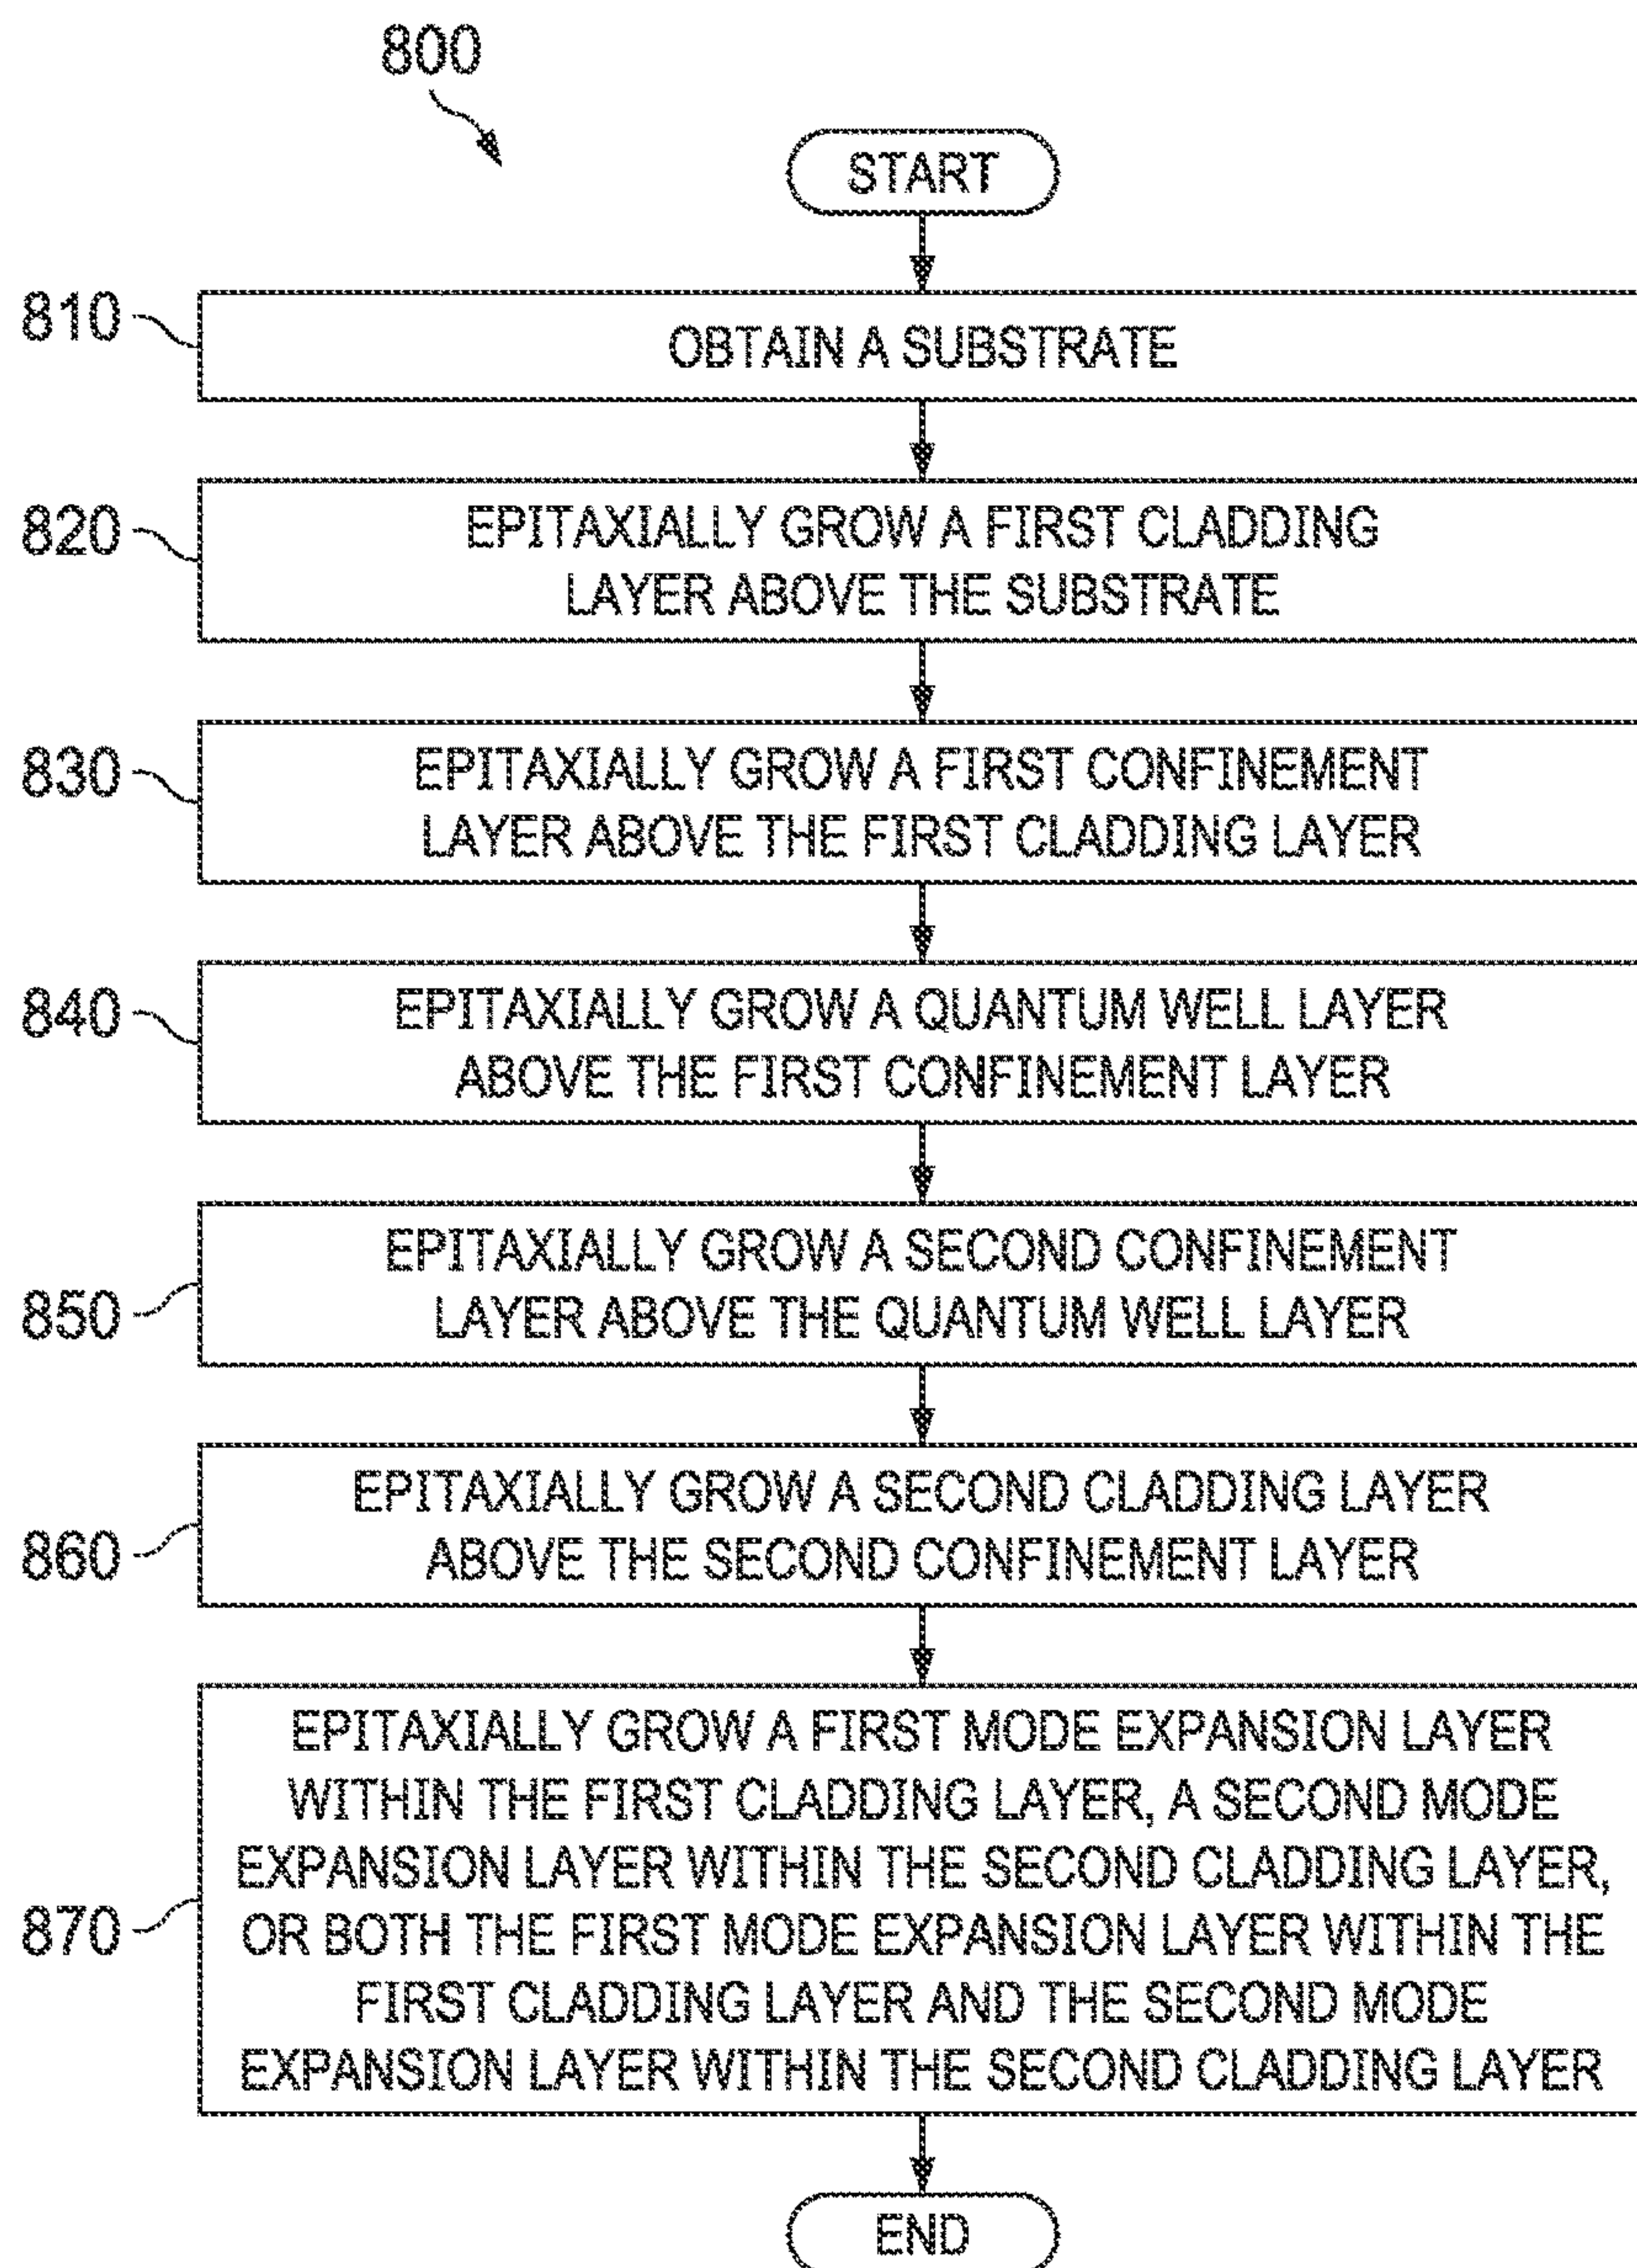 800
START
810
OBTAIN A SUBSTRATE
820
EPITAXIALLY GROW A FIRST CLADDING
LAYER ABOVE THE SUBSTRATE
830
EPITAXIALLY GROW A FIRST CONFINEMENT
LAYER ABOVE THE FIRST CLADDING LAYER
840
EPITAXIALLY GROW A QUANTUM WELL LAYER
ABOVE THE FIRST CONFINEMENT LAYER
850
EPITAXIALLY GROW A SECOND CONFINEMENT
LAYER ABOVE THE QUANTUM WELL LAYER
860
EPITAXIALLY GROW A SECOND CLADDING LAYER
ABOVE THE SECOND CONFINEMENT LAYER
870
EPITAXIALLY GROW A FIRST MODE EXPANSION LAYER
WITHIN THE FIRST CLADDING LAYER, A SECOND MODE
EXPANSION LAYER WITHIN THE SECOND CLADDING LAYER,
OR BOTH THE FIRST MODE EXPANSION LAYER WITHIN THE
FIRST CLADDING LAYER AND THE SECOND MODE
EXPANSION LAYER WITHIN THE SECOND CLADDING LAYER
END